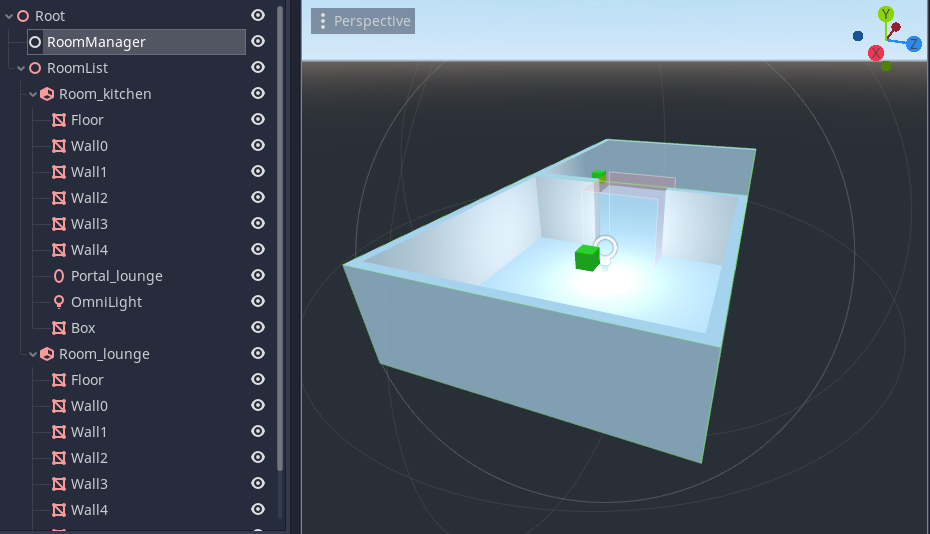 Root
RoomManager
RoomList
Room_kitchen
Floor
Wall0
Wall1
Wall2
Wall3
Wall4
Portal_lounge
OmniLight
Box
Room_lounge
Floor
Wall0
Wall1
Wall2
Wall3
Wall4
Perspective
Y
Z
X